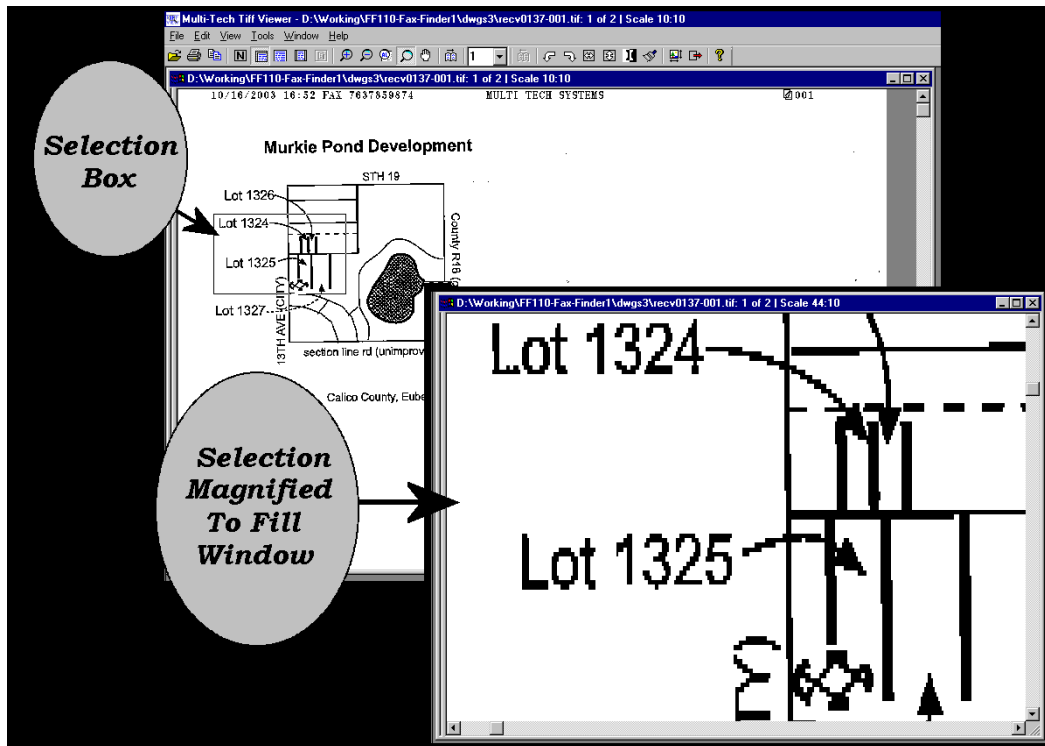 Multi-Tech Tiff Viewer - D:\Working\FF110-Fax-Finder1\dwgs3\recv0137-001.tif: 1 of 2 | Scale 10:10
File Edit View Tools Window Help
N 1
D:\Working\FF110-Fax-Finder1\dwgs3\recv0137-001.tif: 1 of 2 | Scale 10:10
10/16/2003 16:52 FAX 7637859874 MULTI TECH SYSTEMS 001
Selection
Box
Murkie Pond Development
STH 19
Lot 1326
Lot 1324
Lot 1325
Lot 1327
County R18
13TH AVE (CITY)
section line rd (unimprov
Calico County, Eube
Selection
Magnified
To Fill
Window
D:\Working\FF110-Fax-Finder1\dwgs3\recv0137-001.tif: 1 of 2 | Scale 44:10
Lot 1324
Lot 1325